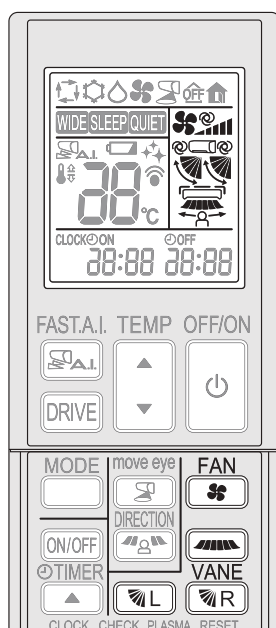 OFF
WIDE SLEEP QUIET
A.I.
88 °C
CLOCK ON OFF
88:88 88:88
FAST.A.I. TEMP OFF/ON
A.I.
DRIVE
MODE move eye FAN
DIRECTION
ON/OFF
TIMER VANE
L R
CLOCK CHECK PLASMA RESET